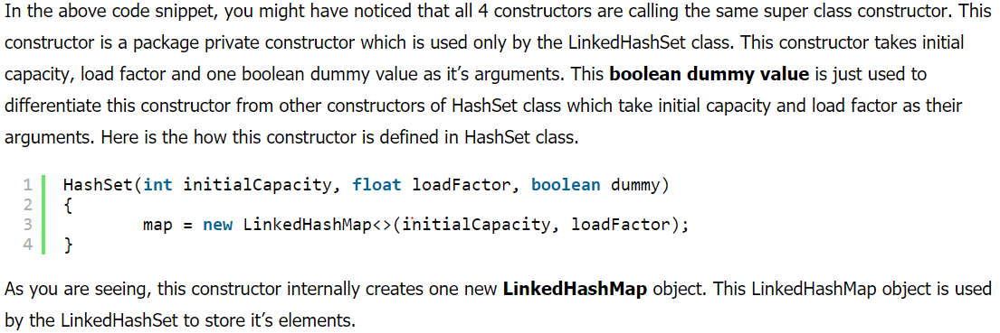 In the above code snippet, you might have noticed that all 4 constructors are calling the same super class constructor. This
constructor is a package private constructor which is used only by the LinkedHashSet class. This constructor takes initial
capacity, load factor and one boolean dummy value as it's arguments. This boolean dummy value is just used to
differentiate this constructor from other constructors of HashSet class which take initial capacity and load factor as their
arguments. Here is the how this constructor is defined in HashSet class.
1 HashSet(int initialCapacity, float loadFactor, boolean dummy)
2 {
3 map = new LinkedHashMap<>(initialCapacity, loadFactor);
4 }
As you are seeing, this constructor internally creates one new LinkedHashMap object. This LinkedHashMap object is used
by the LinkedHashSet to store it's elements.